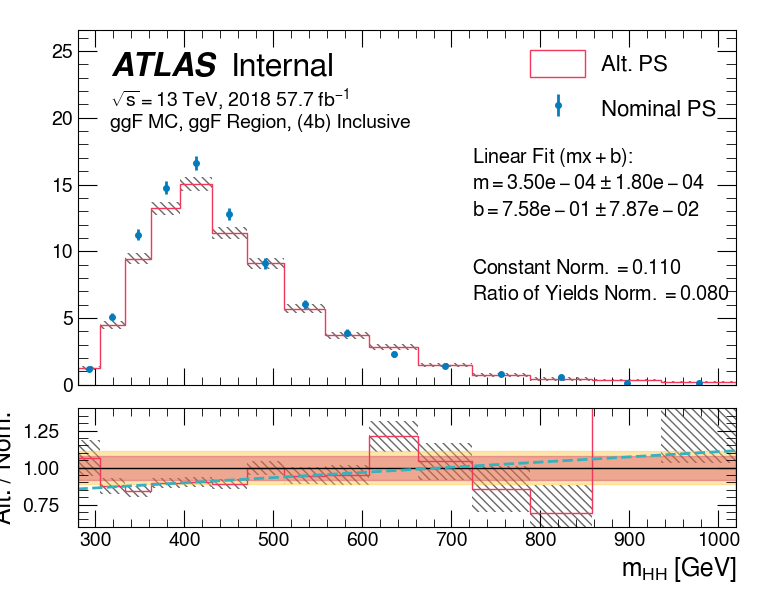 ATLAS Internal
√s = 13 TeV, 2018 57.7 fb⁻¹
ggF MC, ggF Region, (4b) Inclusive
Alt. PS
Nominal PS
Linear Fit (mx + b):
m = 3.50e − 04 ± 1.80e − 04
b = 7.58e − 01 ± 7.87e − 02
Constant Norm. = 0.110
Ratio of Yields Norm. = 0.080
25
20
15
10
5
0
Alt. / Nom.
1.25
1.00
0.75
300 400 500 600 700 800 900 1000
m_HH [GeV]